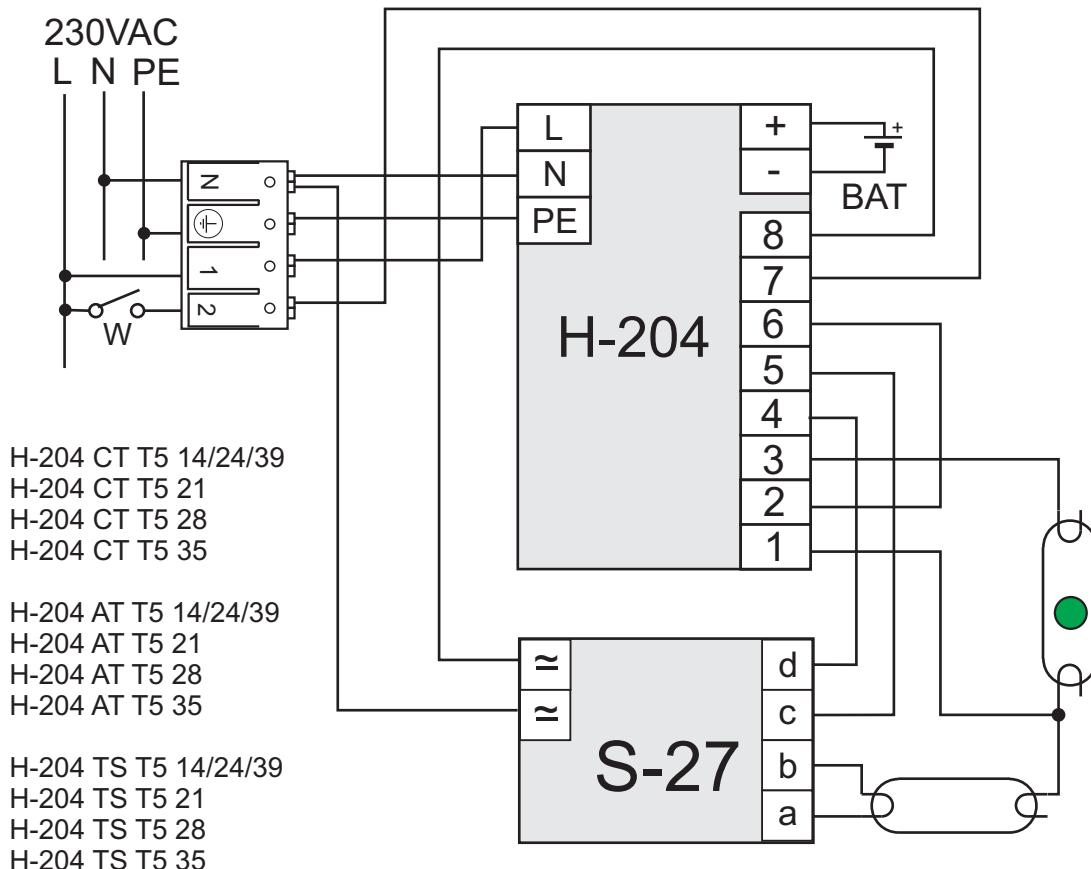 230VAC
L N PE
N
1
2
W
L
N
PE
H-204
+
-
8
7
6
5
4
3
2
1
+
BAT
H-204 CT T5 14/24/39
H-204 CT T5 21
H-204 CT T5 28
H-204 CT T5 35
H-204 AT T5 14/24/39
H-204 AT T5 21
H-204 AT T5 28
H-204 AT T5 35
H-204 TS T5 14/24/39
H-204 TS T5 21
H-204 TS T5 28
H-204 TS T5 35
≅
≅
S-27
d
c
b
a